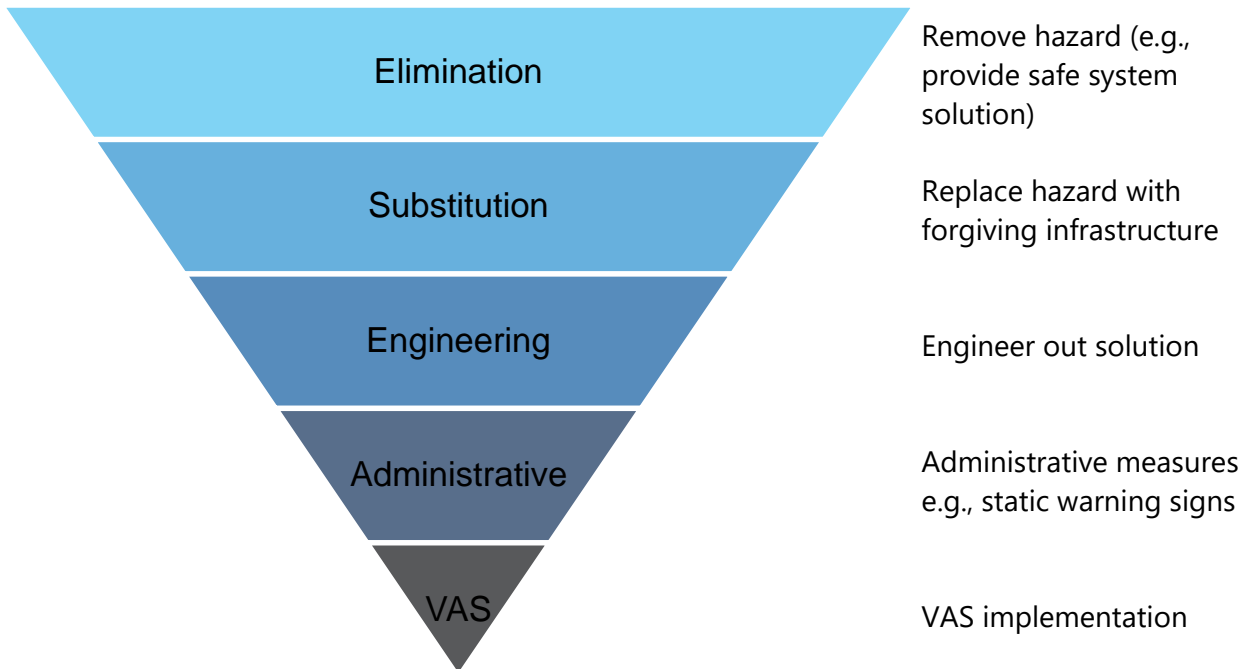 Elimination
Remove hazard (e.g.,
provide safe system
solution)
Substitution
Replace hazard with
forgiving infrastructure
Engineering
Engineer out solution
Administrative
Administrative measures
e.g., static warning signs
VAS
VAS implementation